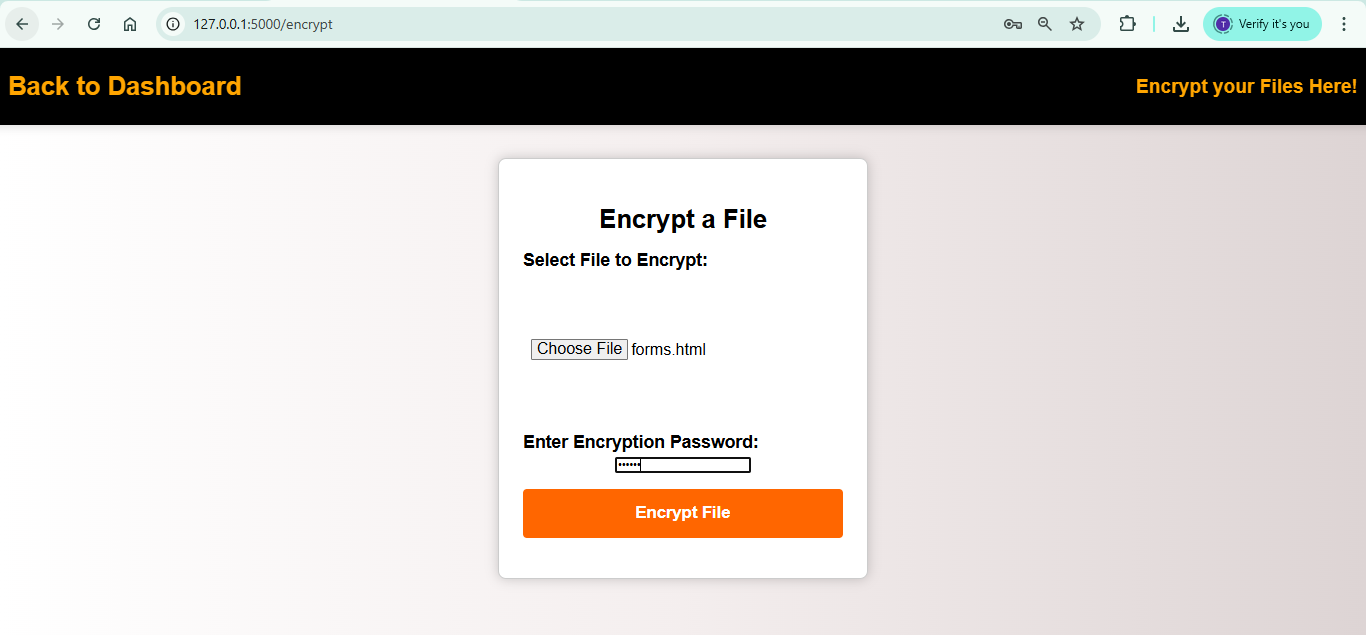 127.0.0.1:5000/encrypt
T
Verify it's you
Back to Dashboard
Encrypt your Files Here!
Encrypt a File
Select File to Encrypt:
Choose File forms.html
Enter Encryption Password:
••••••
Encrypt File